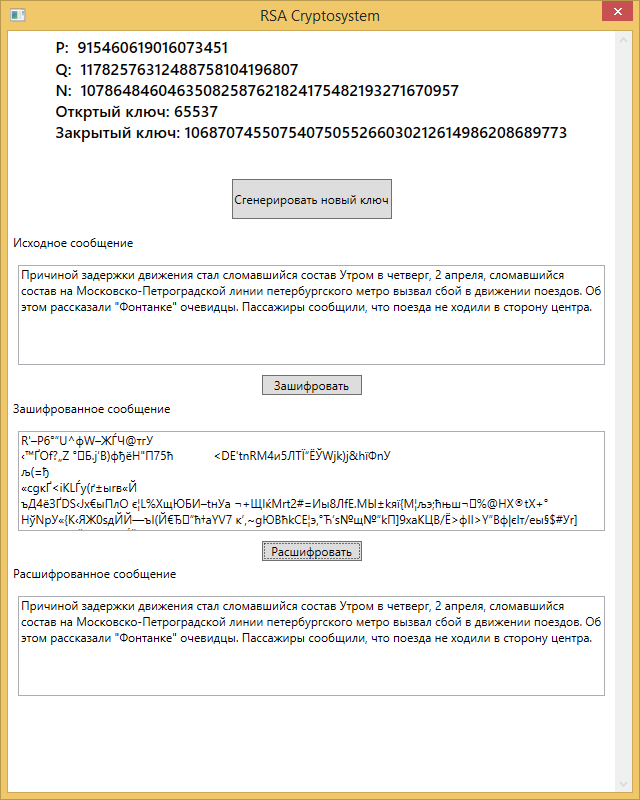 RSA Cryptosystem
P: 915460619016073451
Q: 11782576312488758104196807
N: 10786484604635082587621824175482193271670957
Откртый ключ: 65537
Закрытый ключ: 10687074550754075055266030212614986208689773
Сгенерировать новый ключ
Исходное сообщение
Причиной задержки движения стал сломавшийся состав Утром в четверг, 2 апреля, сломавшийся
состав на Московско-Петроградской линии петербургского метро вызвал сбой в движении поездов. Об
этом рассказали "Фонтанке" очевидцы. Пассажиры сообщили, что поезда не ходили в сторону центра.
Зашифровать
Зашифрованное сообщение
Расшифровать
Расшифрованное сообщение
Причиной задержки движения стал сломавшийся состав Утром в четверг, 2 апреля, сломавшийся
состав на Московско-Петроградской линии петербургского метро вызвал сбой в движении поездов. Об
этом рассказали "Фонтанке" очевидцы. Пассажиры сообщили, что поезда не ходили в сторону центра.